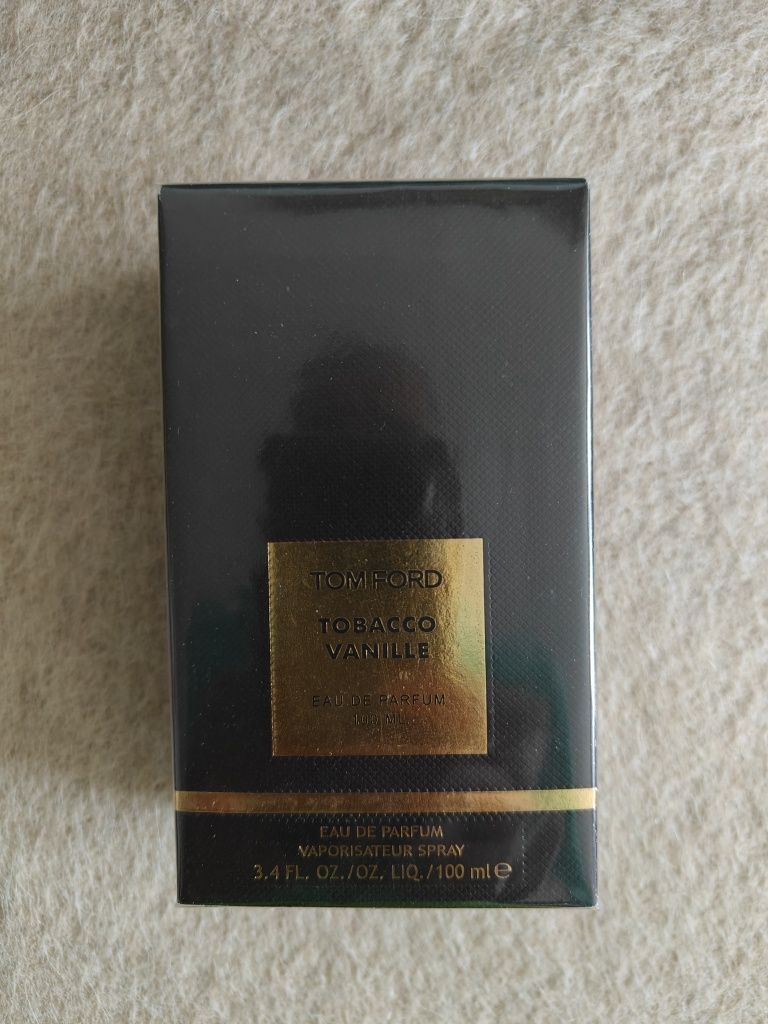 TOM FORD
TOBACCO
VANILLE
EAU DE PARFUM
100 ML
EAU DE PARFUM
VAPORISATEUR SPRAY
3.4 FL. OZ./OZ. LIQ./100 ml ℮